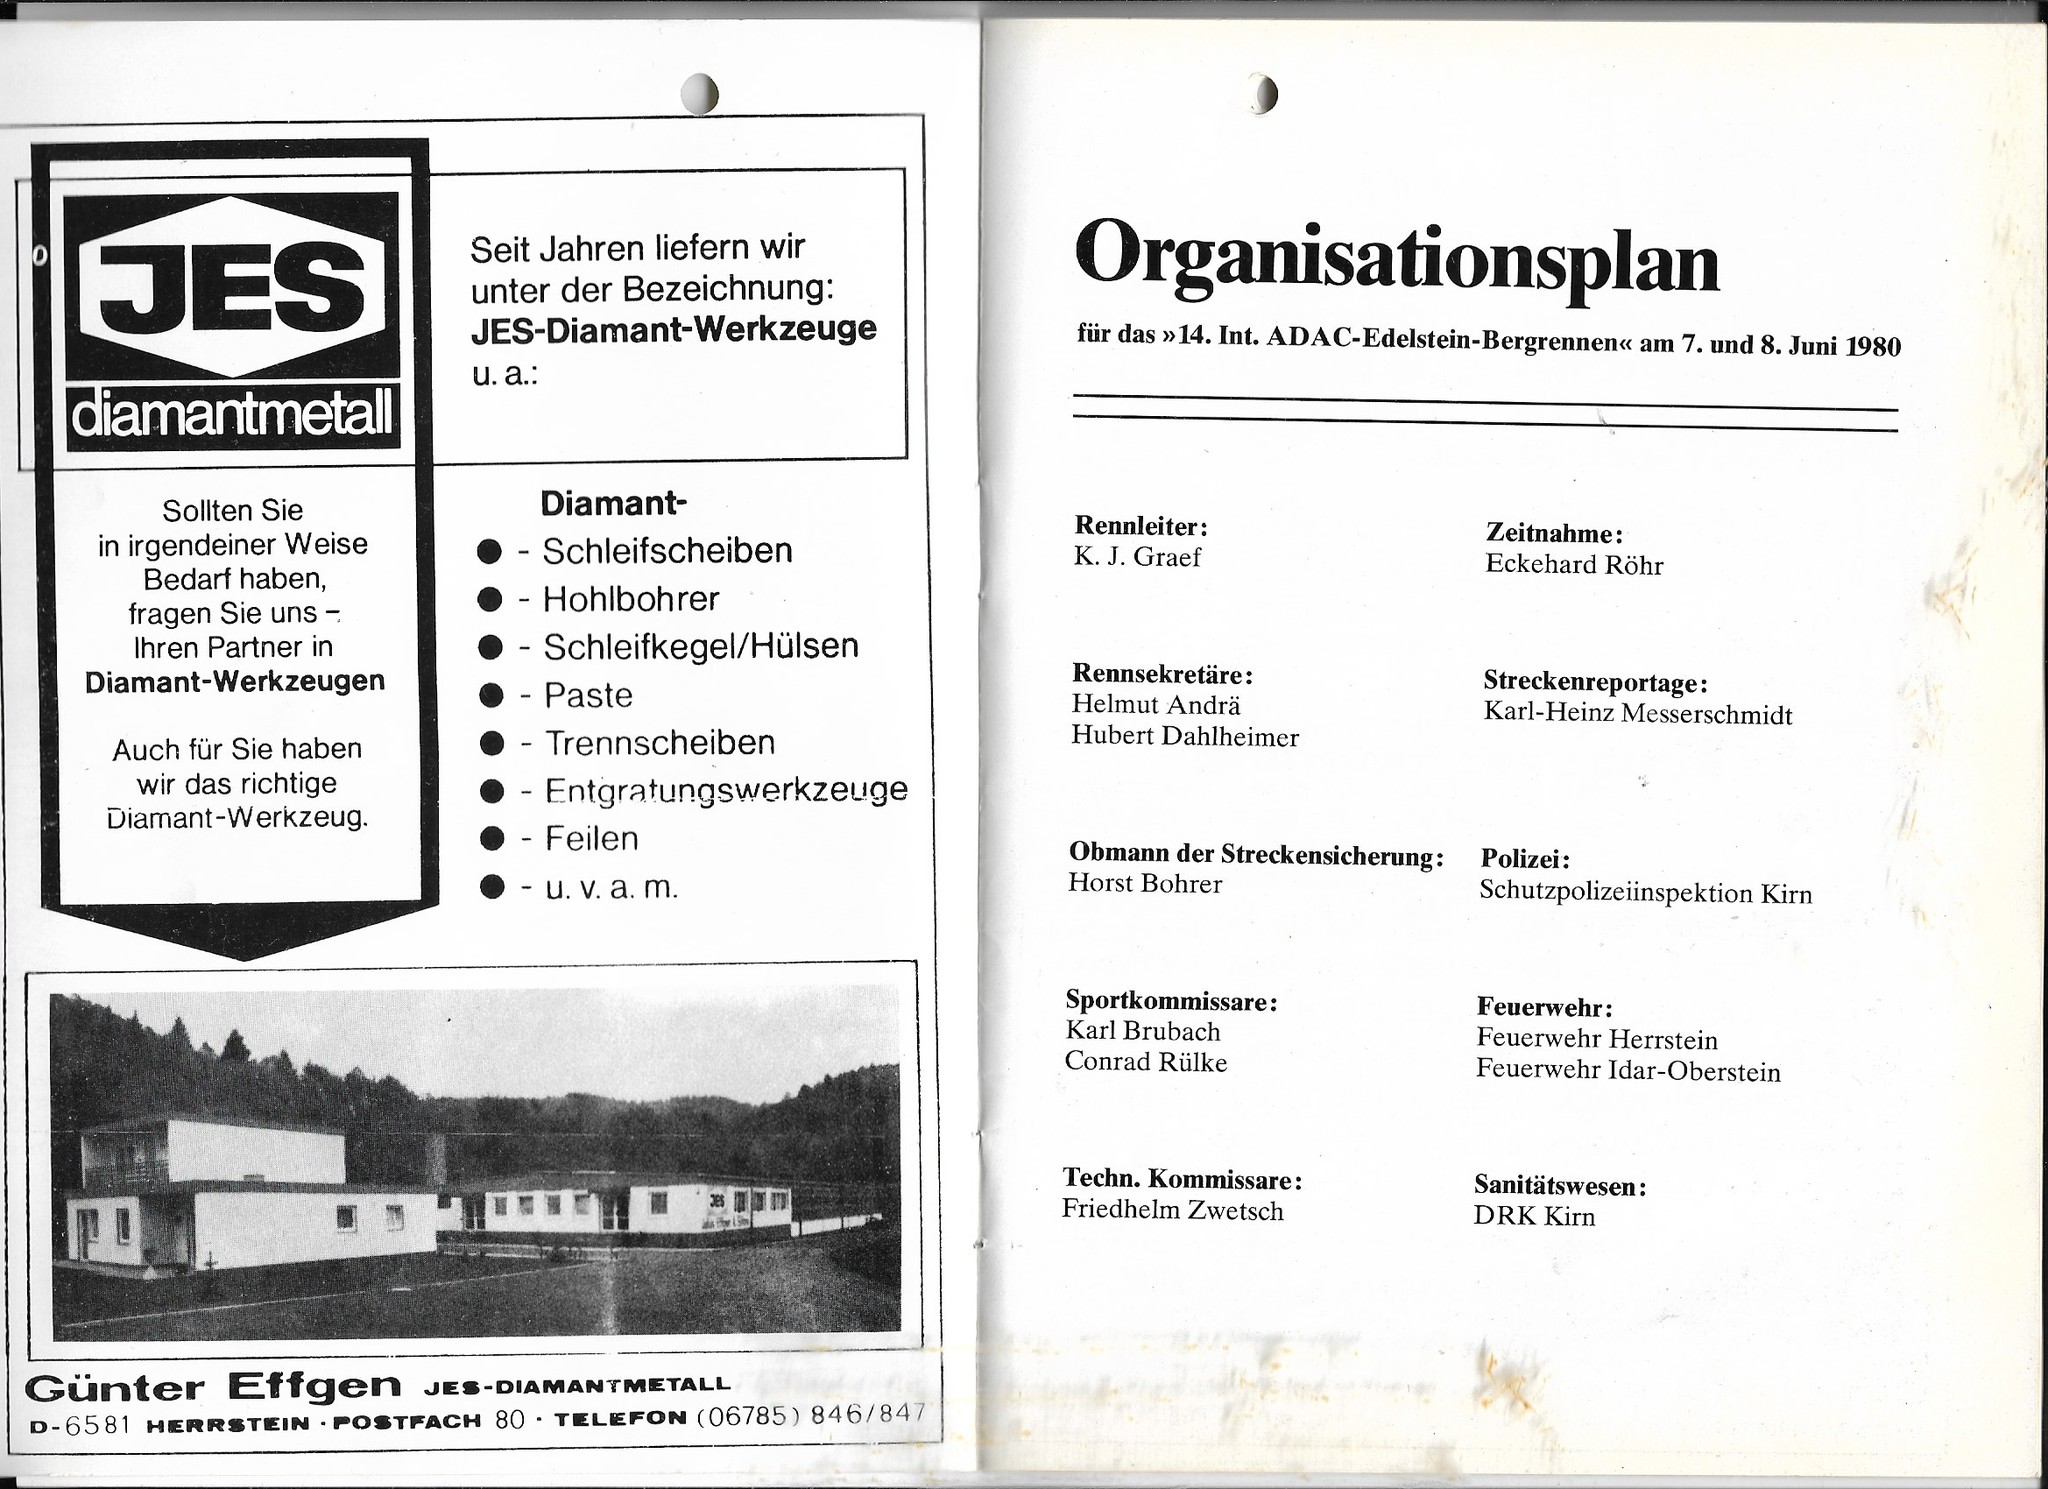 JES
diamantmetall
Seit Jahren liefern wir
unter der Bezeichnung:
JES-Diamant-Werkzeuge
u. a.:
Sollten Sie
in irgendeiner Weise
Bedarf haben,
fragen Sie uns –
Ihren Partner in
Diamant-Werkzeugen
Auch für Sie haben
wir das richtige
Diamant-Werkzeug.
Diamant-
● - Schleifscheiben
● - Hohlbohrer
● - Schleifkegel/Hülsen
● - Paste
● - Trennscheiben
● - Entgratungswerkzeuge
● - Feilen
● - u. v. a. m.
JES
Günter Effgen JES-DIAMANTMETALL
D-6581 HERRSTEIN · POSTFACH 80 · TELEFON (06785) 846/847
Organisationsplan
für das »14. Int. ADAC-Edelstein-Bergrennen« am 7. und 8. Juni 1980
Rennleiter:
K. J. Graef
Rennsekretäre:
Helmut Andrä
Hubert Dahlheimer
Obmann der Streckensicherung:
Horst Bohrer
Sportkommissare:
Karl Brubach
Conrad Rülke
Techn. Kommissare:
Friedhelm Zwetsch
Zeitnahme:
Eckehard Röhr
Streckenreportage:
Karl-Heinz Messerschmidt
Polizei:
Schutzpolizeiinspektion Kirn
Feuerwehr:
Feuerwehr Herrstein
Feuerwehr Idar-Oberstein
Sanitätswesen:
DRK Kirn